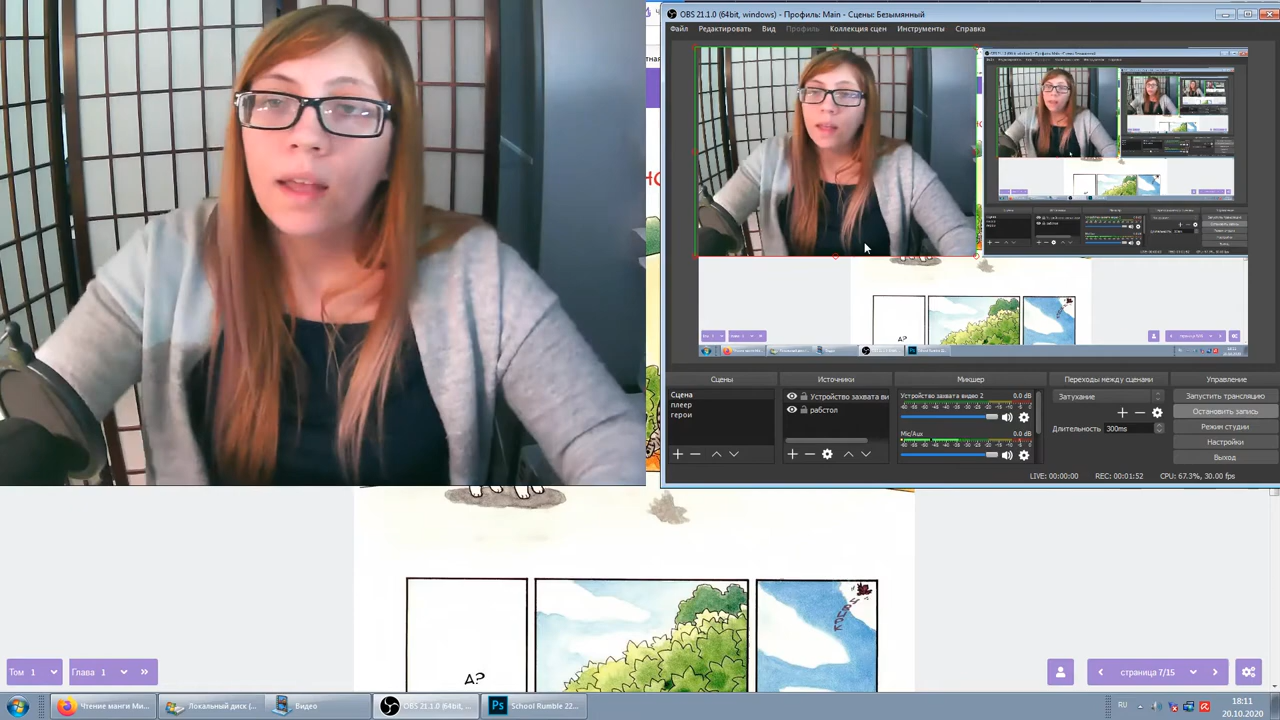 OBS 21.1.0 (64bit, windows) - Профиль: Main - Сцены: Безымянный
Файл Редактировать Вид Профиль Коллекция сцен Инструменты Справка
Сцены
Источники
Микшер
Переходы между сценами
Управление
Сцена
плеер
герои
Устройство захвата ви
рабстол
Устройство захвата видео 2 0.0 dB
Mic/Aux 0.0 dB
Затухание
Длительность 300ms
Запустить трансляцию
Остановить запись
Режим студии
Настройки
Выход
LIVE: 00:00:00 REC: 00:01:52 CPU: 67.3%, 30.00 fps
Д?
Том 1
Глава 1
страница 7/15
Чтение манги Ми...
Локальный диск (...
Видео
OBS 21.1.0 (64bit, ...
Ps School Rumble 22...
RU
18:11
20.10.2020